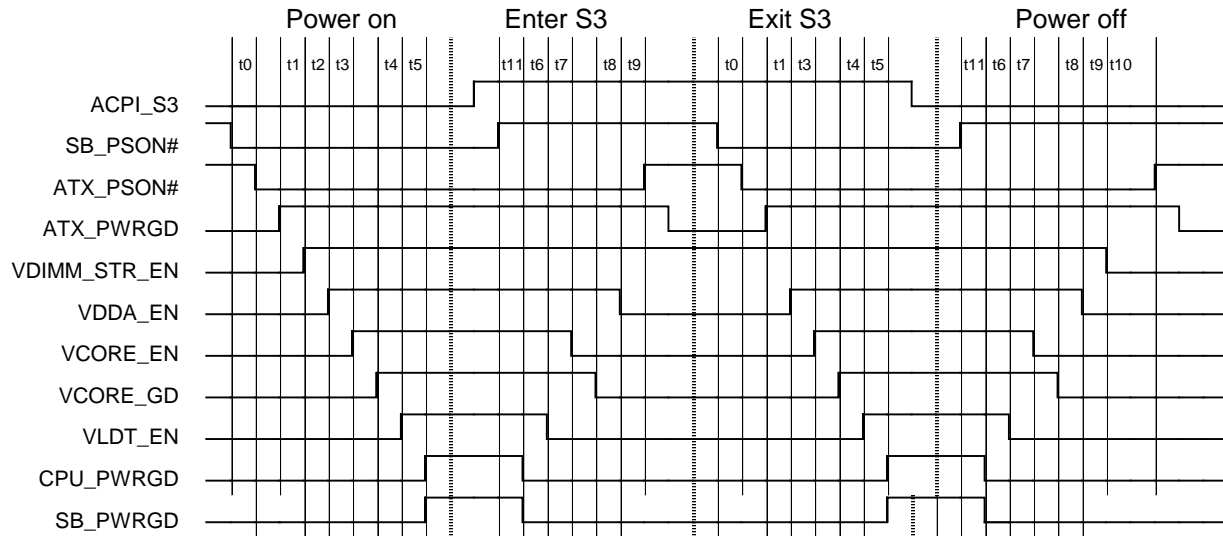 Power on Enter S3 Exit S3 Power off
t0 t1 t2 t3 t4 t5 t11 t6 t7 t8 t9 t0 t1 t3 t4 t5 t11 t6 t7 t8 t9 t10
ACPI_S3
SB_PSON#
ATX_PSON#
ATX_PWRGD
VDIMM_STR_EN
VDDA_EN
VCORE_EN
VCORE_GD
VLDT_EN
CPU_PWRGD
SB_PWRGD